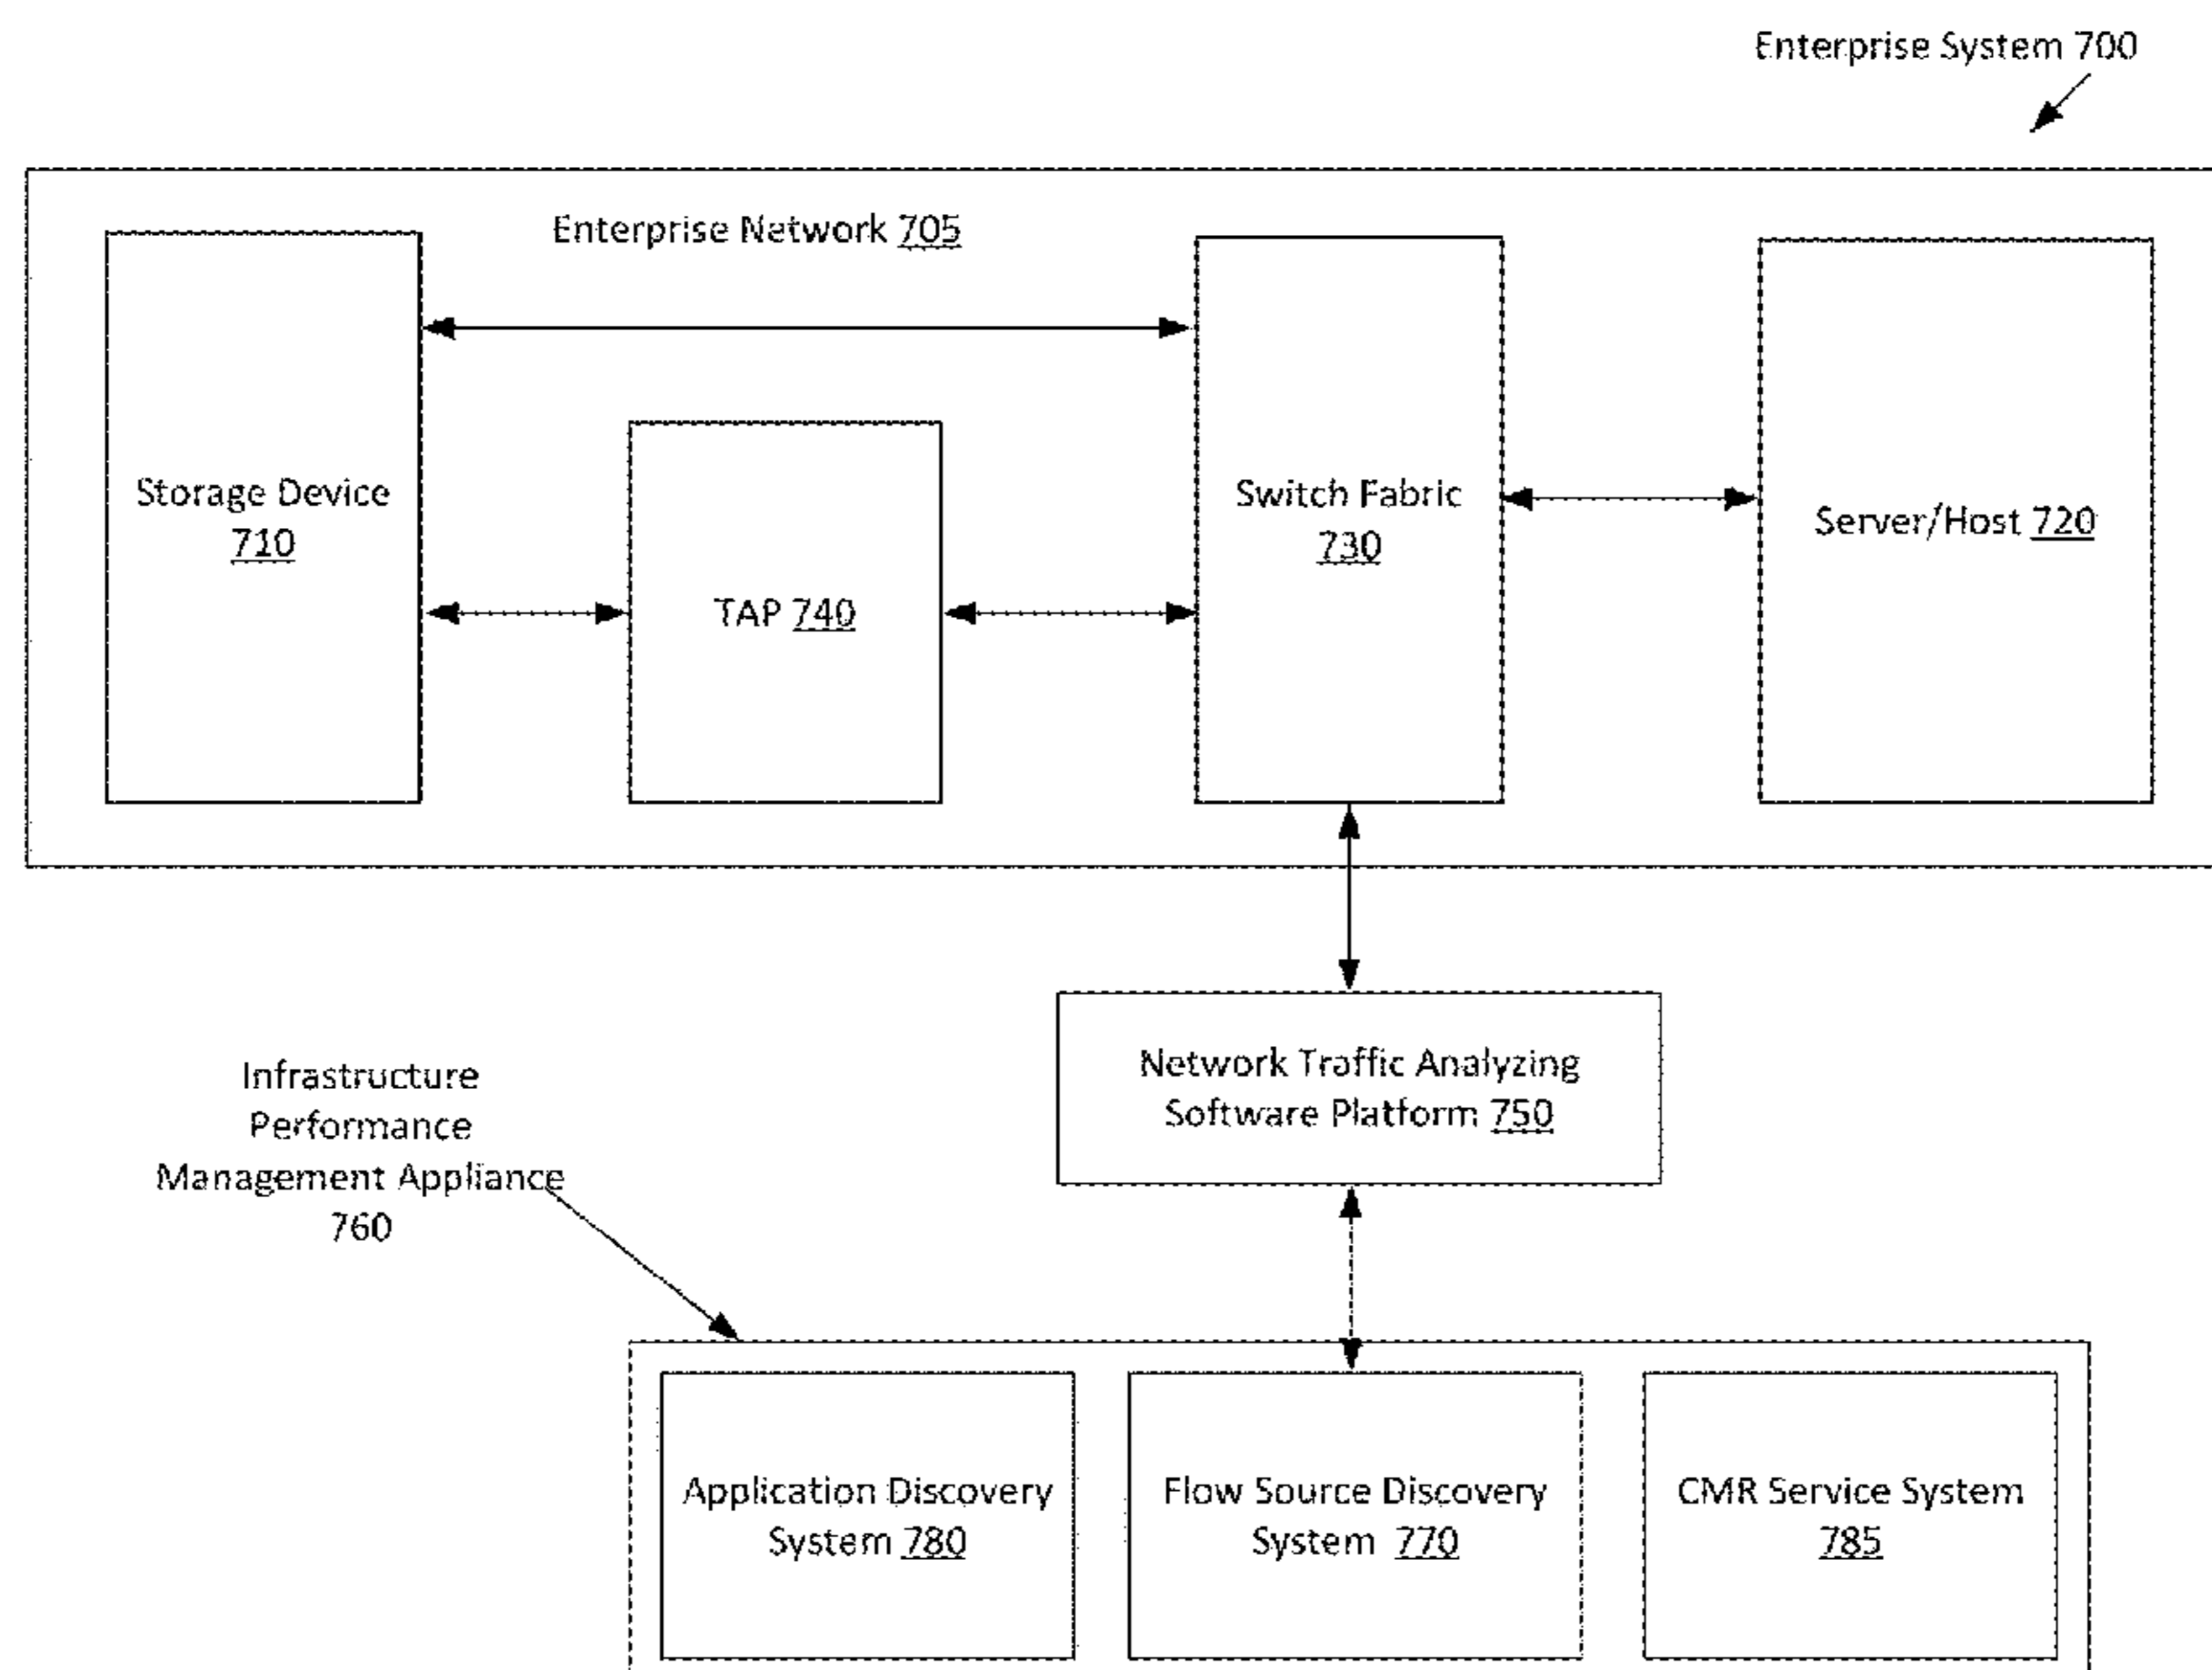 Enterprise System 700
Enterprise Network 705
Storage Device
710
TAP 740
Switch Fabric
730
Server/Host 720
Network Traffic Analyzing
Software Platform 750
Infrastructure
Performance
Management Appliance
760
Application Discovery
System 780
Flow Source Discovery
System 770
CMR Service System
785